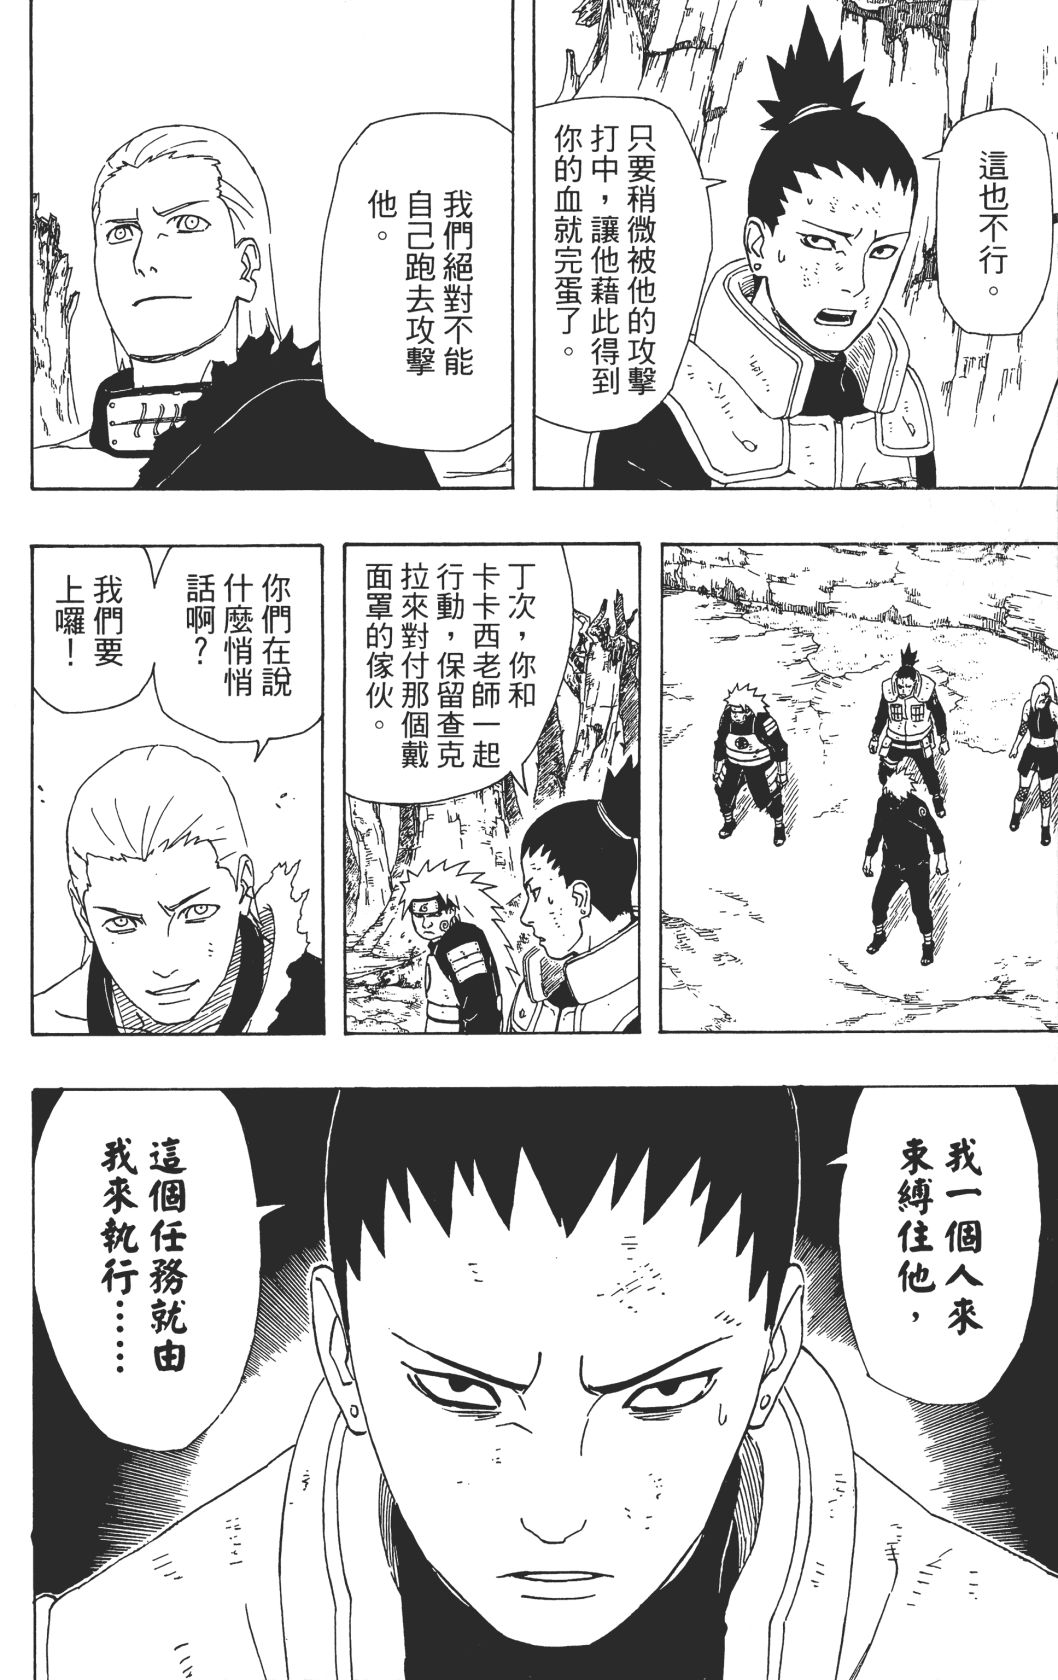 這也不行。
只要稍微被他的攻擊
打中，讓他藉此得到
你的血就完蛋了。
我們絕對不能
自己跑去攻擊
他。
丁次，你和
卡卡西老師一起
行動，保留查克
拉來對付那個戴
面罩的傢伙。
你們在說
什麼悄悄
話啊？
我們要
上囉！
我一個人來
束縛住他，
這個任務就由
我來執行……